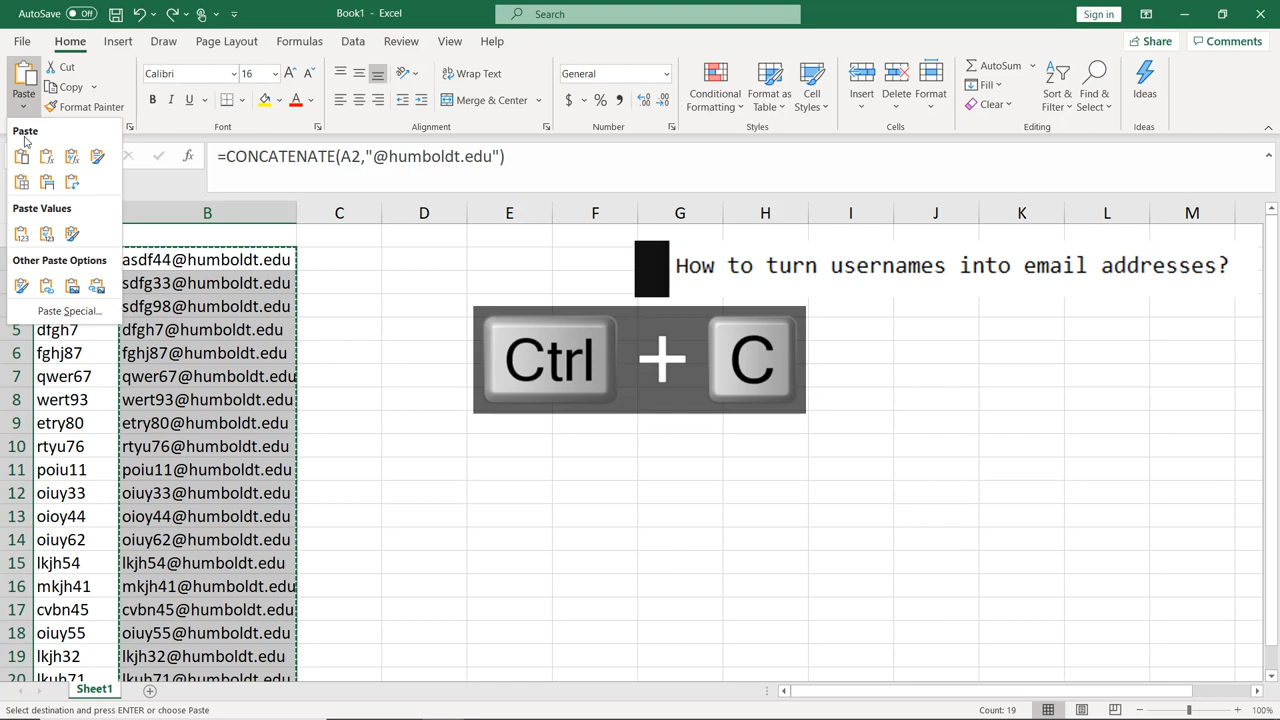 AutoSave Off
Book1 - Excel
Search
Sign in
File Home Insert Draw Page Layout Formulas Data Review View Help
Share Comments
Paste
Cut
Copy
Format Painter
Calibri 16
B I U
Font
Wrap Text
Merge & Center
Alignment
General
$ % ,
Number
Conditional Formatting
Format as Table
Cell Styles
Styles
Insert Delete Format
Cells
AutoSum
Fill
Clear
Sort & Filter
Find & Select
Editing
Ideas
Ideas
Paste
Paste Values
Other Paste Options
Paste Special...
=CONCATENATE(A2,"@humboldt.edu")
B C D E F G H I J K L M
asdf44@humboldt.edu
sdfg33@humboldt.edu
sdfg98@humboldt.edu
5 dfgh7 dfgh7@humboldt.edu
6 fghj87 fghj87@humboldt.edu
7 qwer67 qwer67@humboldt.edu
8 wert93 wert93@humboldt.edu
9 etry80 etry80@humboldt.edu
10 rtyu76 rtyu76@humboldt.edu
11 poiu11 poiu11@humboldt.edu
12 oiuy33 oiuy33@humboldt.edu
13 oioy44 oioy44@humboldt.edu
14 oiuy62 oiuy62@humboldt.edu
15 lkjh54 lkjh54@humboldt.edu
16 mkjh41 mkjh41@humboldt.edu
17 cvbn45 cvbn45@humboldt.edu
18 oiuy55 oiuy55@humboldt.edu
19 lkjh32 lkjh32@humboldt.edu
20 lkuh71 lkuh71@humboldt.edu
How to turn usernames into email addresses?
Ctrl + C
Sheet1
Select destination and press ENTER or choose Paste
Count: 19
100%